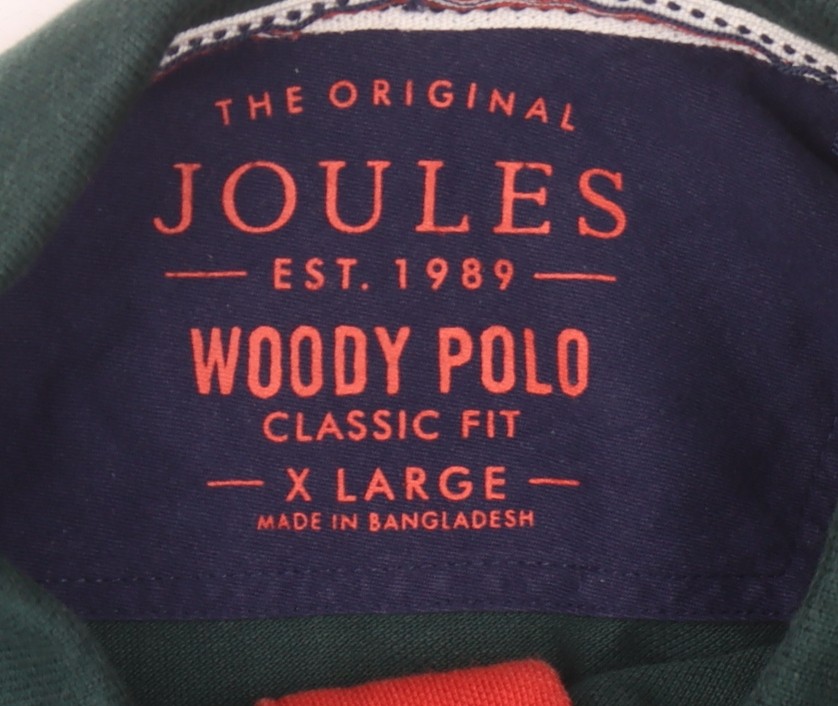 THE ORIGINAL
JOULES
EST. 1989
WOODY POLO
CLASSIC FIT
X LARGE
MADE IN BANGLADESH